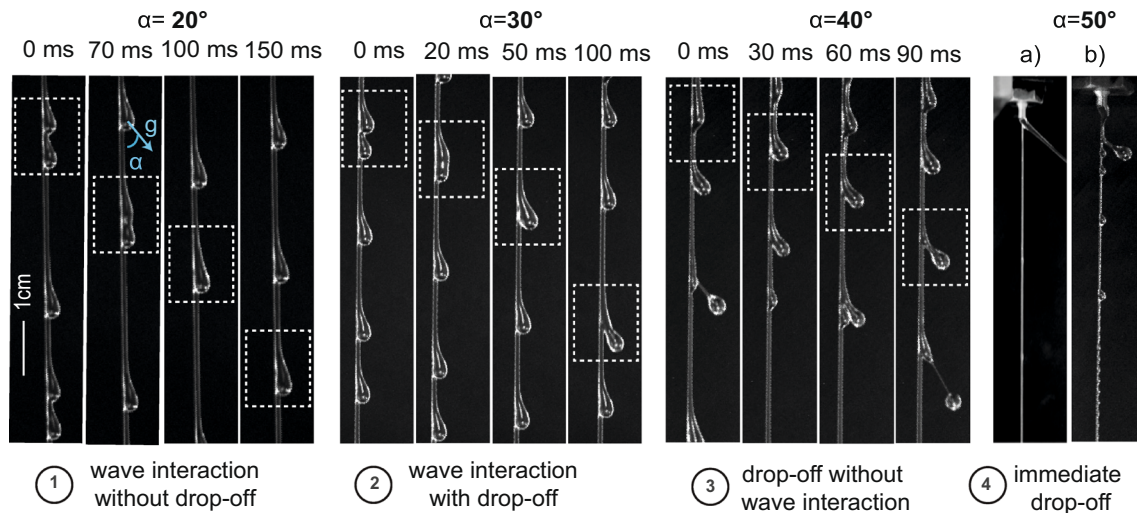 α= 20°
0 ms 70 ms 100 ms 150 ms
g
α
1cm
1 wave interaction
without drop-off
α=30°
0 ms 20 ms 50 ms 100 ms
2 wave interaction
with drop-off
α=40°
0 ms 30 ms 60 ms 90 ms
3 drop-off without
wave interaction
α=50°
a) b)
4 immediate
drop-off